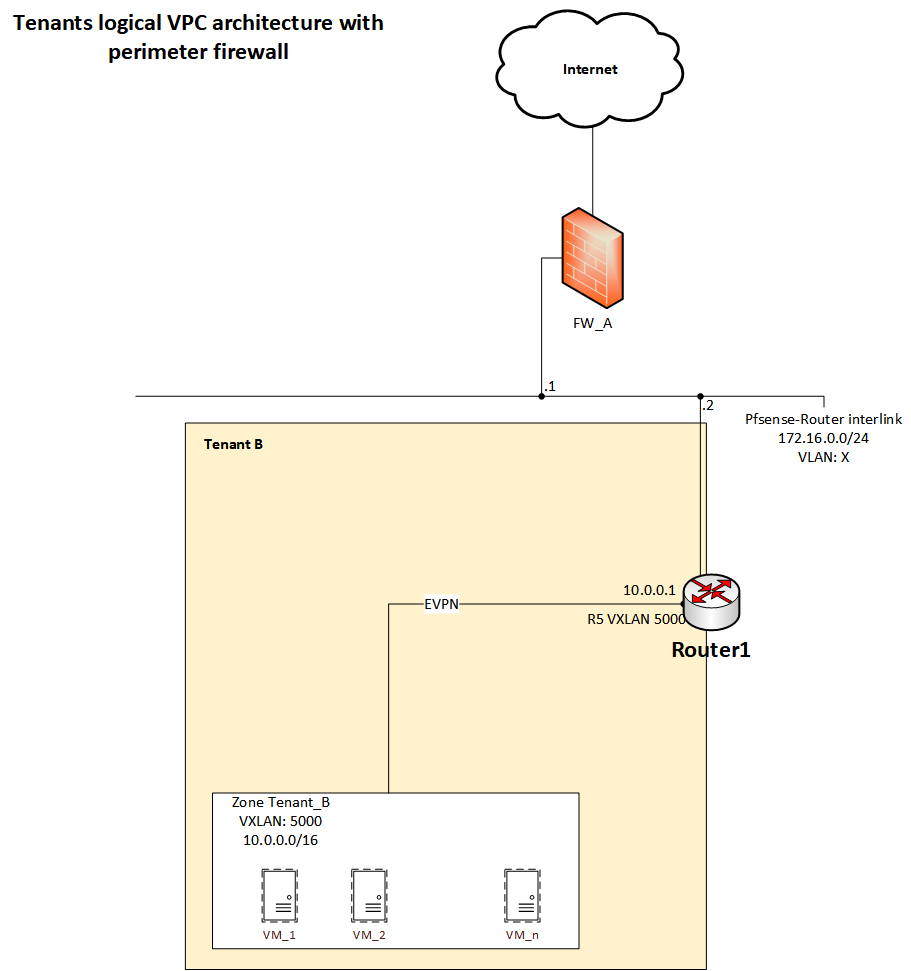 Tenants logical VPC architecture with
perimeter firewall
Internet
FW_A
.1
.2
Pfsense-Router interlink
172.16.0.0/24
VLAN: X
Tenant B
10.0.0.1
EVPN
R5 VXLAN 5000
Router1
Zone Tenant_B
VXLAN: 5000
10.0.0.0/16
VM_1
VM_2
VM_n